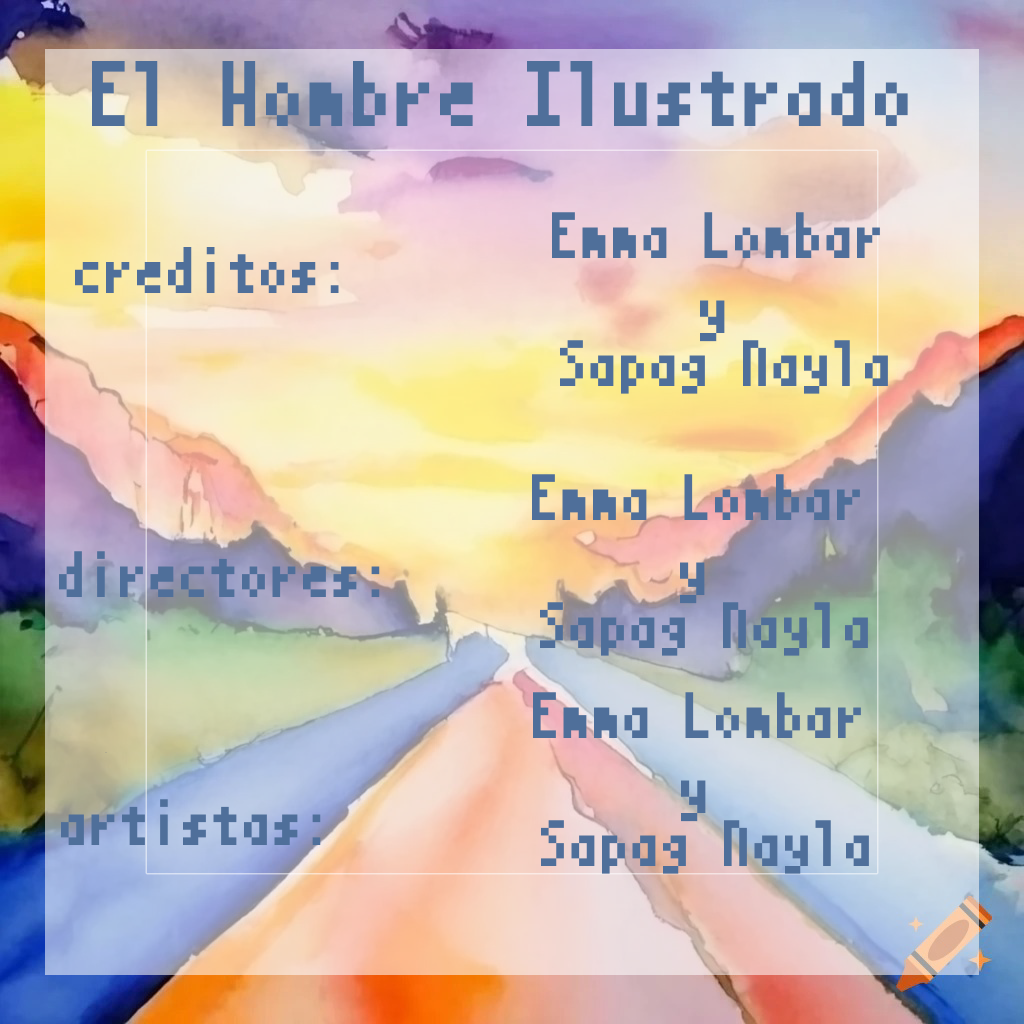 El Hombre Ilustrado
creditos:
Emma Lombar
y
Sapag Nayla
directores:
Emma Lombar
y
Sapag Nayla
artistas:
Emma Lombar
y
Sapag Nayla